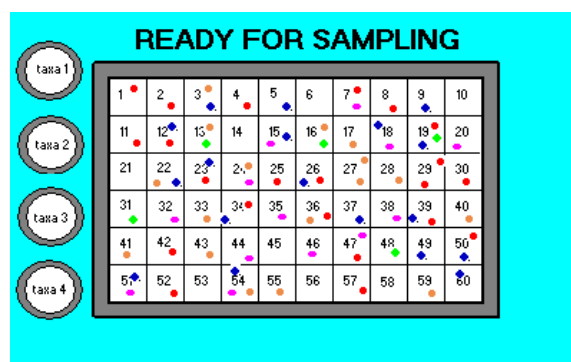 READY FOR SAMPLING
taxa 1
1 2 3 4 5 6 7 8 9 10
11 12 13 14 15 16 17 18 19 20
taxa 2
21 22 23 24 25 26 27 28 29 30
taxa 3
31 32 33 34 35 36 37 38 39 40
41 42 43 44 45 46 47 48 49 50
taxa 4
51 52 53 54 55 56 57 58 59 60